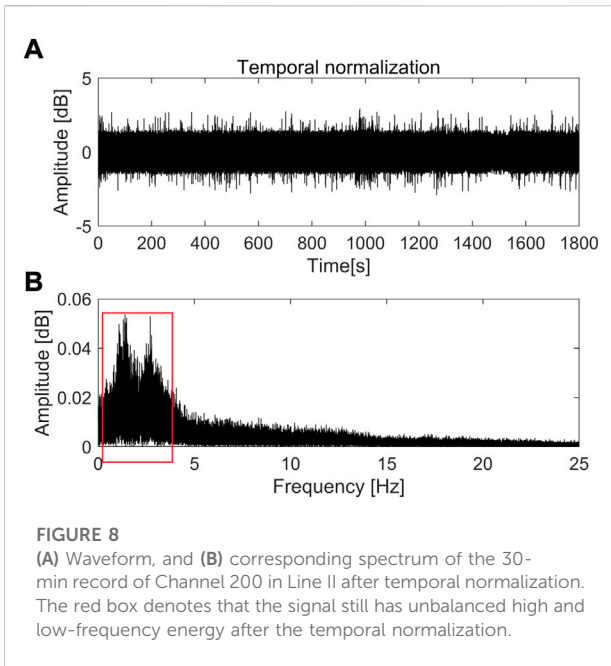 A
Temporal normalization
5
0
-5
Amplitude [dB]
0 200 400 600 800 1000 1200 1400 1600 1800
Time[s]
B
0.06
0.04
0.02
0
Amplitude [dB]
0 5 10 15 20 25
Frequency [Hz]
FIGURE 8
(A) Waveform, and (B) corresponding spectrum of the 30-
min record of Channel 200 in Line II after temporal normalization.
The red box denotes that the signal still has unbalanced high and
low-frequency energy after the temporal normalization.